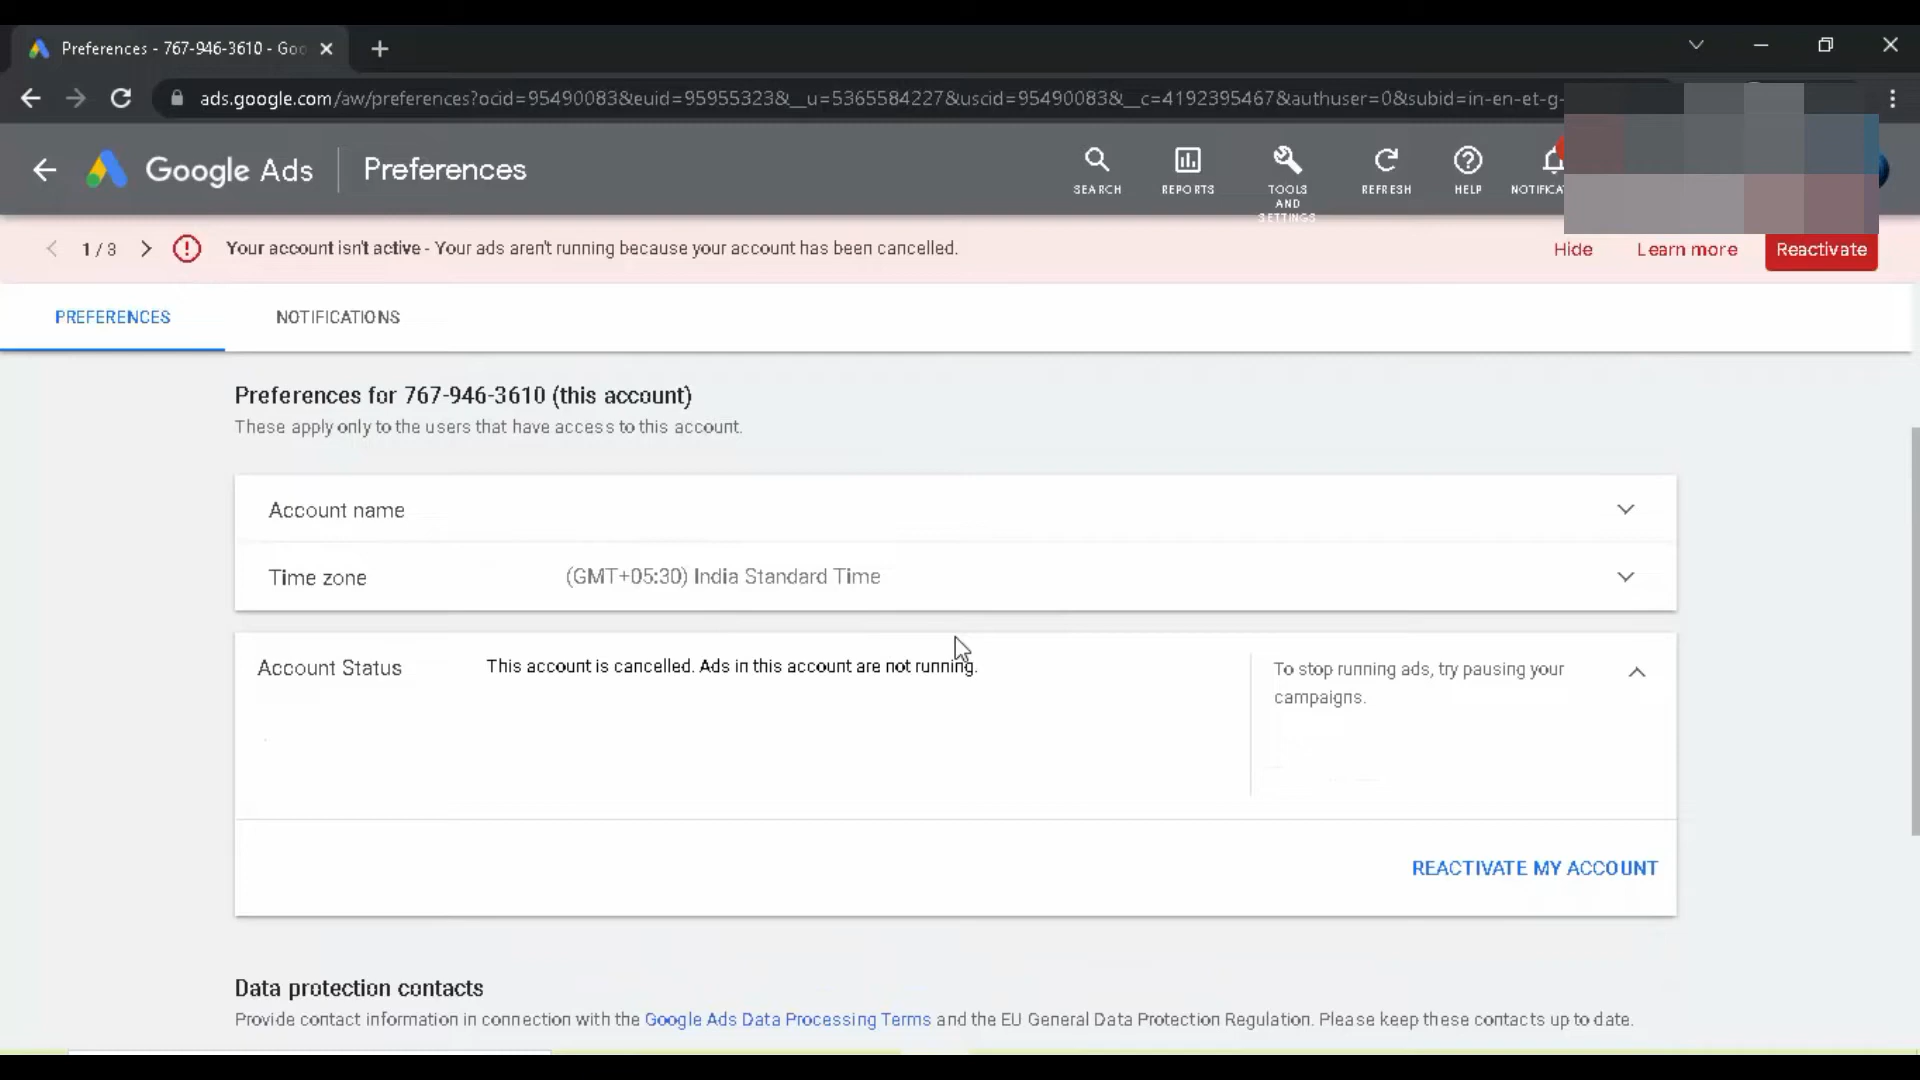 Preferences - 767-946-3610 - Goo
ads.google.com/aw/preferences?ocid=95490083&euid=95955323&__u=5365584227&uscid=95490083&__c=4192395467&authuser=0&subid=in-en-et-g-
Google Ads
Preferences
SEARCH
REPORTS
TOOLS
AND
SETTINGS
REFRESH
HELP
NOTIFICA
1 / 3
Your account isn't active - Your ads aren't running because your account has been cancelled.
Hide
Learn more
Reactivate
PREFERENCES
NOTIFICATIONS
Preferences for 767-946-3610 (this account)
These apply only to the users that have access to this account.
Account name
Time zone
(GMT+05:30) India Standard Time
Account Status
This account is cancelled. Ads in this account are not running.
To stop running ads, try pausing your
campaigns.
REACTIVATE MY ACCOUNT
Data protection contacts
Provide contact information in connection with the Google Ads Data Processing Terms and the EU General Data Protection Regulation. Please keep these contacts up to date.